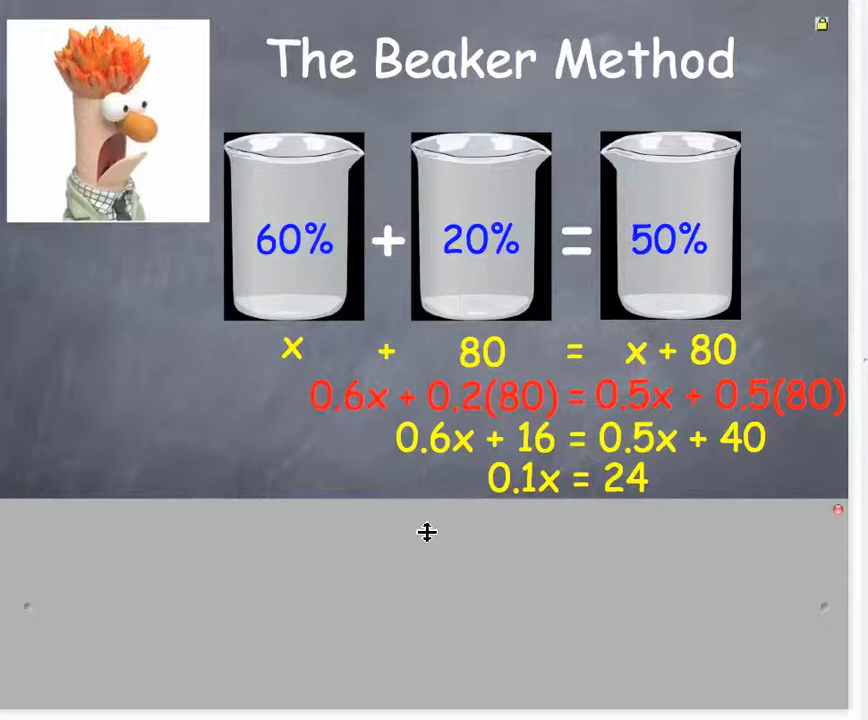 The Beaker Method
60% + 20% = 50%
x + 80 = x + 80
0.6x + 0.2(80) = 0.5x + 0.5(80)
0.6x + 16 = 0.5x + 40
0.1x = 24